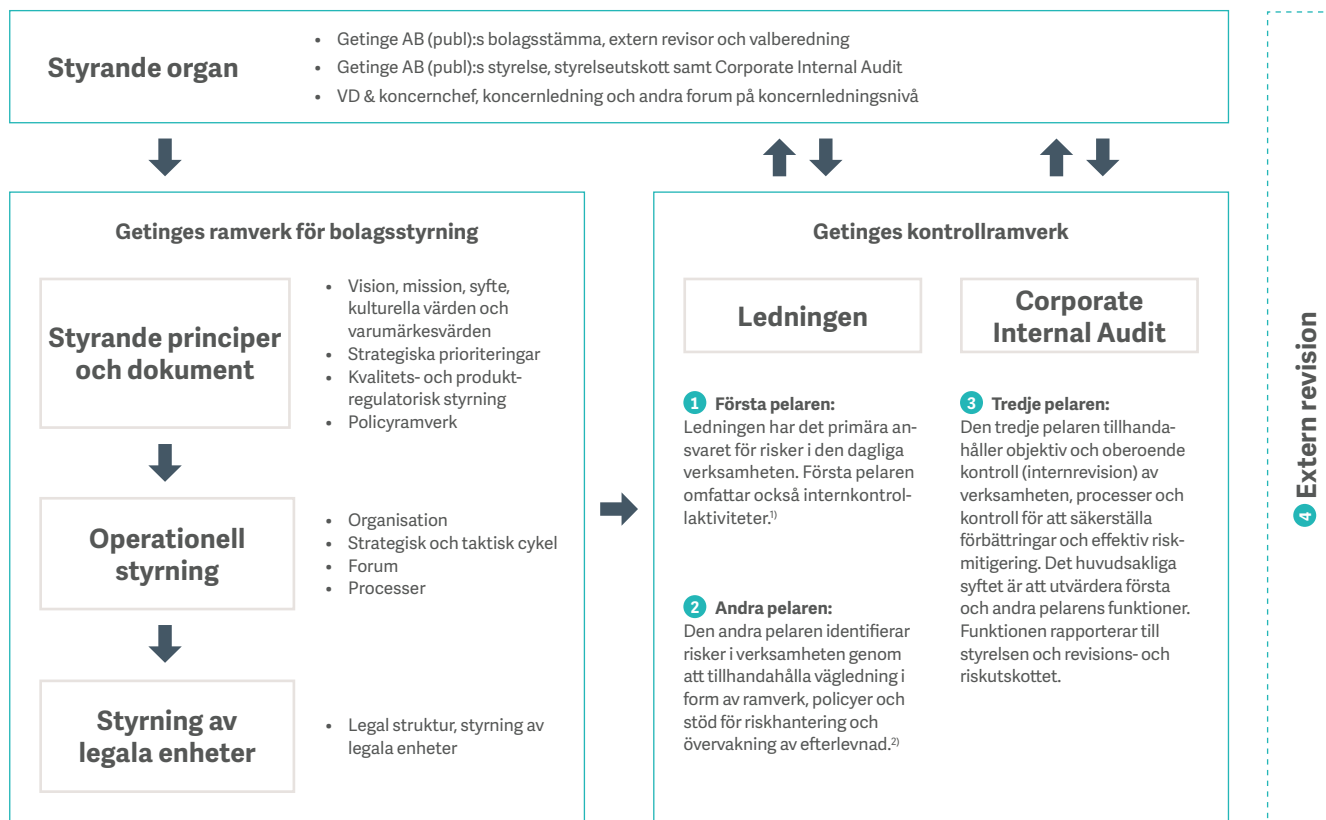 Styrande organ
• Getinge AB (publ):s bolagsstämma, extern revisor och valberedning
• Getinge AB (publ):s styrelse, styrelseutskott samt Corporate Internal Audit
• VD & koncernchef, koncernledning och andra forum på koncernledningsnivå
Getinges ramverk för bolagsstyrning
Styrande principer
och dokument
• Vision, mission, syfte,
kulturella värden och
varumärkesvärden
• Strategiska prioriteringar
• Kvalitets- och produkt-
regulatorisk styrning
• Policyramverk
Operationell
styrning
• Organisation
• Strategisk och taktisk cykel
• Forum
• Processer
Styrning av
legala enheter
• Legal struktur, styrning av
legala enheter
Getinges kontrollramverk
Ledningen
1 Första pelaren:
Ledningen har det primära an-
svaret för risker i den dagliga
verksamheten. Första pelaren
omfattar också internkontrol-
laktiviteter.1)
2 Andra pelaren:
Den andra pelaren identifierar
risker i verksamheten genom
att tillhandahålla vägledning i
form av ramverk, policyer och
stöd för riskhantering och
övervakning av efterlevnad.2)
Corporate
Internal Audit
3 Tredje pelaren:
Den tredje pelaren tillhanda-
håller objektiv och oberoende
kontroll (internrevision) av
verksamheten, processer och
kontroll för att säkerställa
förbättringar och effektiv risk-
mitigering. Det huvudsakliga
syftet är att utvärdera första
och andra pelarens funktioner.
Funktionen rapporterar till
styrelsen och revisions- och
riskutskottet.
4 Extern revision